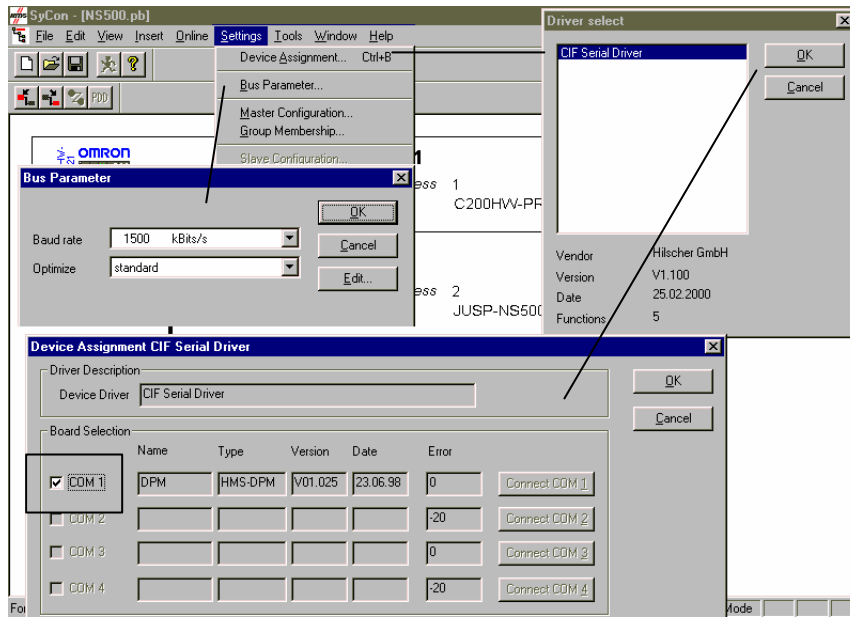 SyCon - [NS500.pb]
File Edit View Insert Online Settings Tools Window Help
Device Assignment... Ctrl+B
Bus Parameter...
Master Configuration...
Group Membership...
Slave Configuration...
PDD
OMRON
1
C200HW-PR
2
JUSP-NS500
Driver select
CIF Serial Driver
OK
Cancel
Vendor Hilscher GmbH
Version V1.100
Date 25.02.2000
Functions 5
Bus Parameter
Baud rate 1500 kBits/s
Optimize standard
OK
Cancel
Edit...
Device Assignment CIF Serial Driver
Driver Description
Device Driver CIF Serial Driver
OK
Cancel
Board Selection
Name Type Version Date Error
COM 1 DPM HMS-DPM V01.025 23.06.98 0 Connect COM 1
COM 2 -20 Connect COM 2
COM 3 0 Connect COM 3
COM 4 -20 Connect COM 4
Mode